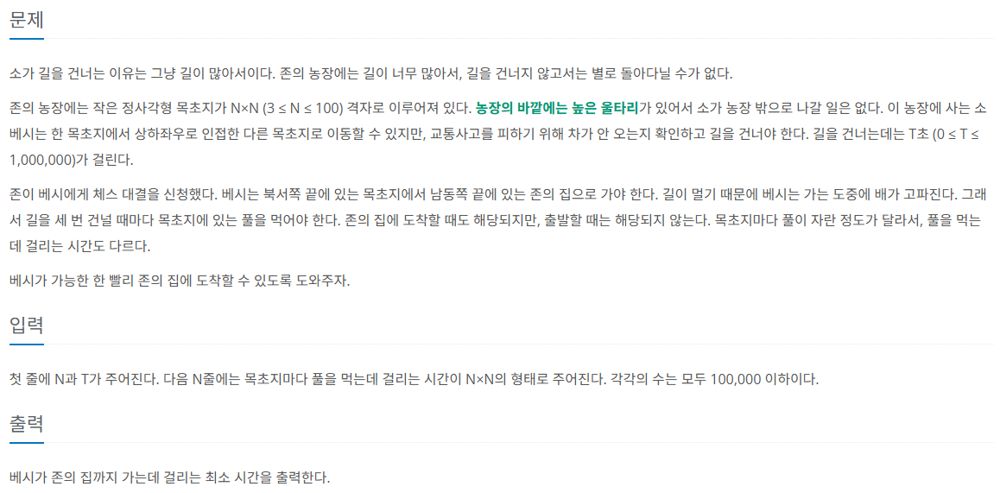 문제
소가 길을 건너는 이유는 그냥 길이 많아서이다. 존의 농장에는 길이 너무 많아서, 길을 건너지 않고서는 별로 돌아다닐 수가 없다.
존의 농장에는 작은 정사각형 목초지가 N×N (3 ≤ N ≤ 100) 격자로 이루어져 있다. 농장의 바깥에는 높은 울타리가 있어서 소가 농장 밖으로 나갈 일은 없다. 이 농장에 사는 소
베시는 한 목초지에서 상하좌우로 인접한 다른 목초지로 이동할 수 있지만, 교통사고를 피하기 위해 차가 안 오는지 확인하고 길을 건너야 한다. 길을 건너는데는 T초 (0 ≤ T ≤
1,000,000)가 걸린다.
존이 베시에게 체스 대결을 신청했다. 베시는 북서쪽 끝에 있는 목초지에서 남동쪽 끝에 있는 존의 집으로 가야 한다. 길이 멀기 때문에 베시는 가는 도중에 배가 고파진다. 그래
서 길을 세 번 건널 때마다 목초지에 있는 풀을 먹어야 한다. 존의 집에 도착할 때도 해당되지만, 출발할 때는 해당되지 않는다. 목초지마다 풀이 자란 정도가 달라서, 풀을 먹는
데 걸리는 시간도 다르다.
베시가 가능한 한 빨리 존의 집에 도착할 수 있도록 도와주자.
입력
첫 줄에 N과 T가 주어진다. 다음 N줄에는 목초지마다 풀을 먹는데 걸리는 시간이 N×N의 형태로 주어진다. 각각의 수는 모두 100,000 이하이다.
출력
베시가 존의 집까지 가는데 걸리는 최소 시간을 출력한다.